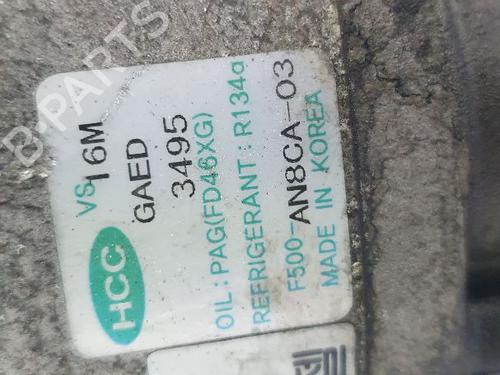 HCC
VS 16M
GAED
3495
OIL : PAG(FD46XG)
REFRIGERANT : R134a
F500-AN8CA-03
MADE IN KOREA
B-PARTS